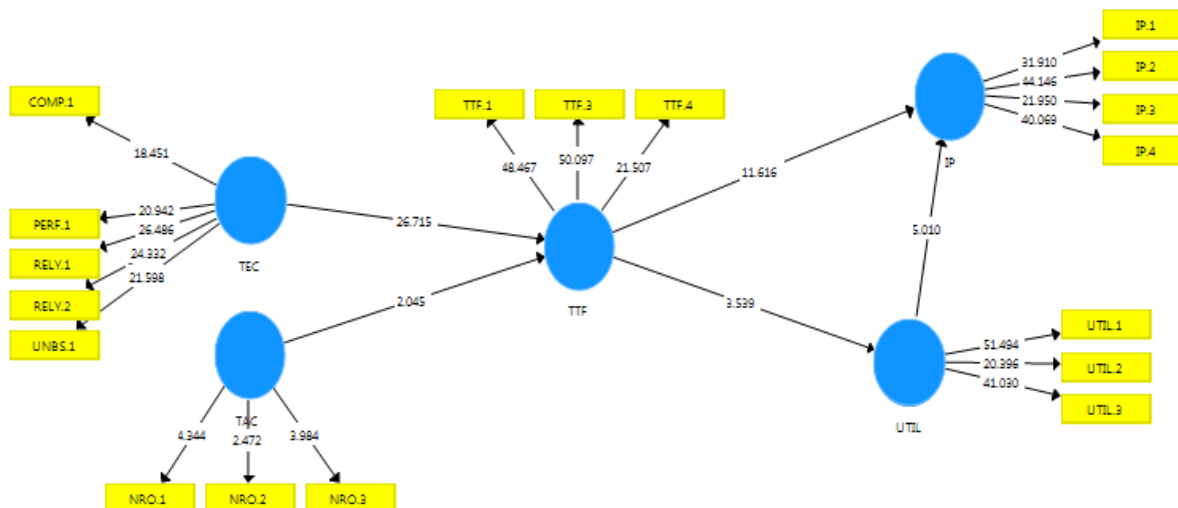 IP.1
31.910
IP.2
44.146
21.950
IP.3
40.069
IP.4
IP
COMP.1
18.451
TTF.1
TTF.3
TTF.4
48.467
50.097
21.507
11.616
PERF.1
20.942
26.486
RELY.1
24.332
RELY.2
21.598
UNBS.1
TEC
26.715
TTF
5.010
2.045
3.539
UTIL.1
51.494
20.396
UTIL.2
41.030
UTIL.3
UTIL
TAC
4.344
2.472
3.984
NRO.1
NRO.2
NRO.3